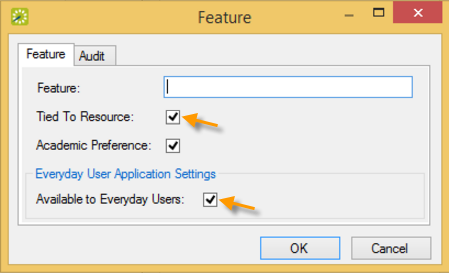 Feature
Feature Audit
Feature:
Tied To Resource:
Academic Preference:
Everyday User Application Settings
Available to Everyday Users:
OK Cancel